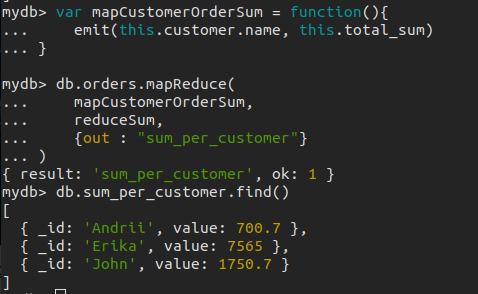 mydb> var mapCustomerOrderSum = function(){
...     emit(this.customer.name, this.total_sum)
... }
mydb> db.orders.mapReduce(
...     mapCustomerOrderSum,
...     reduceSum,
...     {out : "sum_per_customer"}
... )
{ result: 'sum_per_customer', ok: 1 }
mydb> db.sum_per_customer.find()
[
  { _id: 'Andrii', value: 700.7 },
  { _id: 'Erika', value: 7565 },
  { _id: 'John', value: 1750.7 }
]